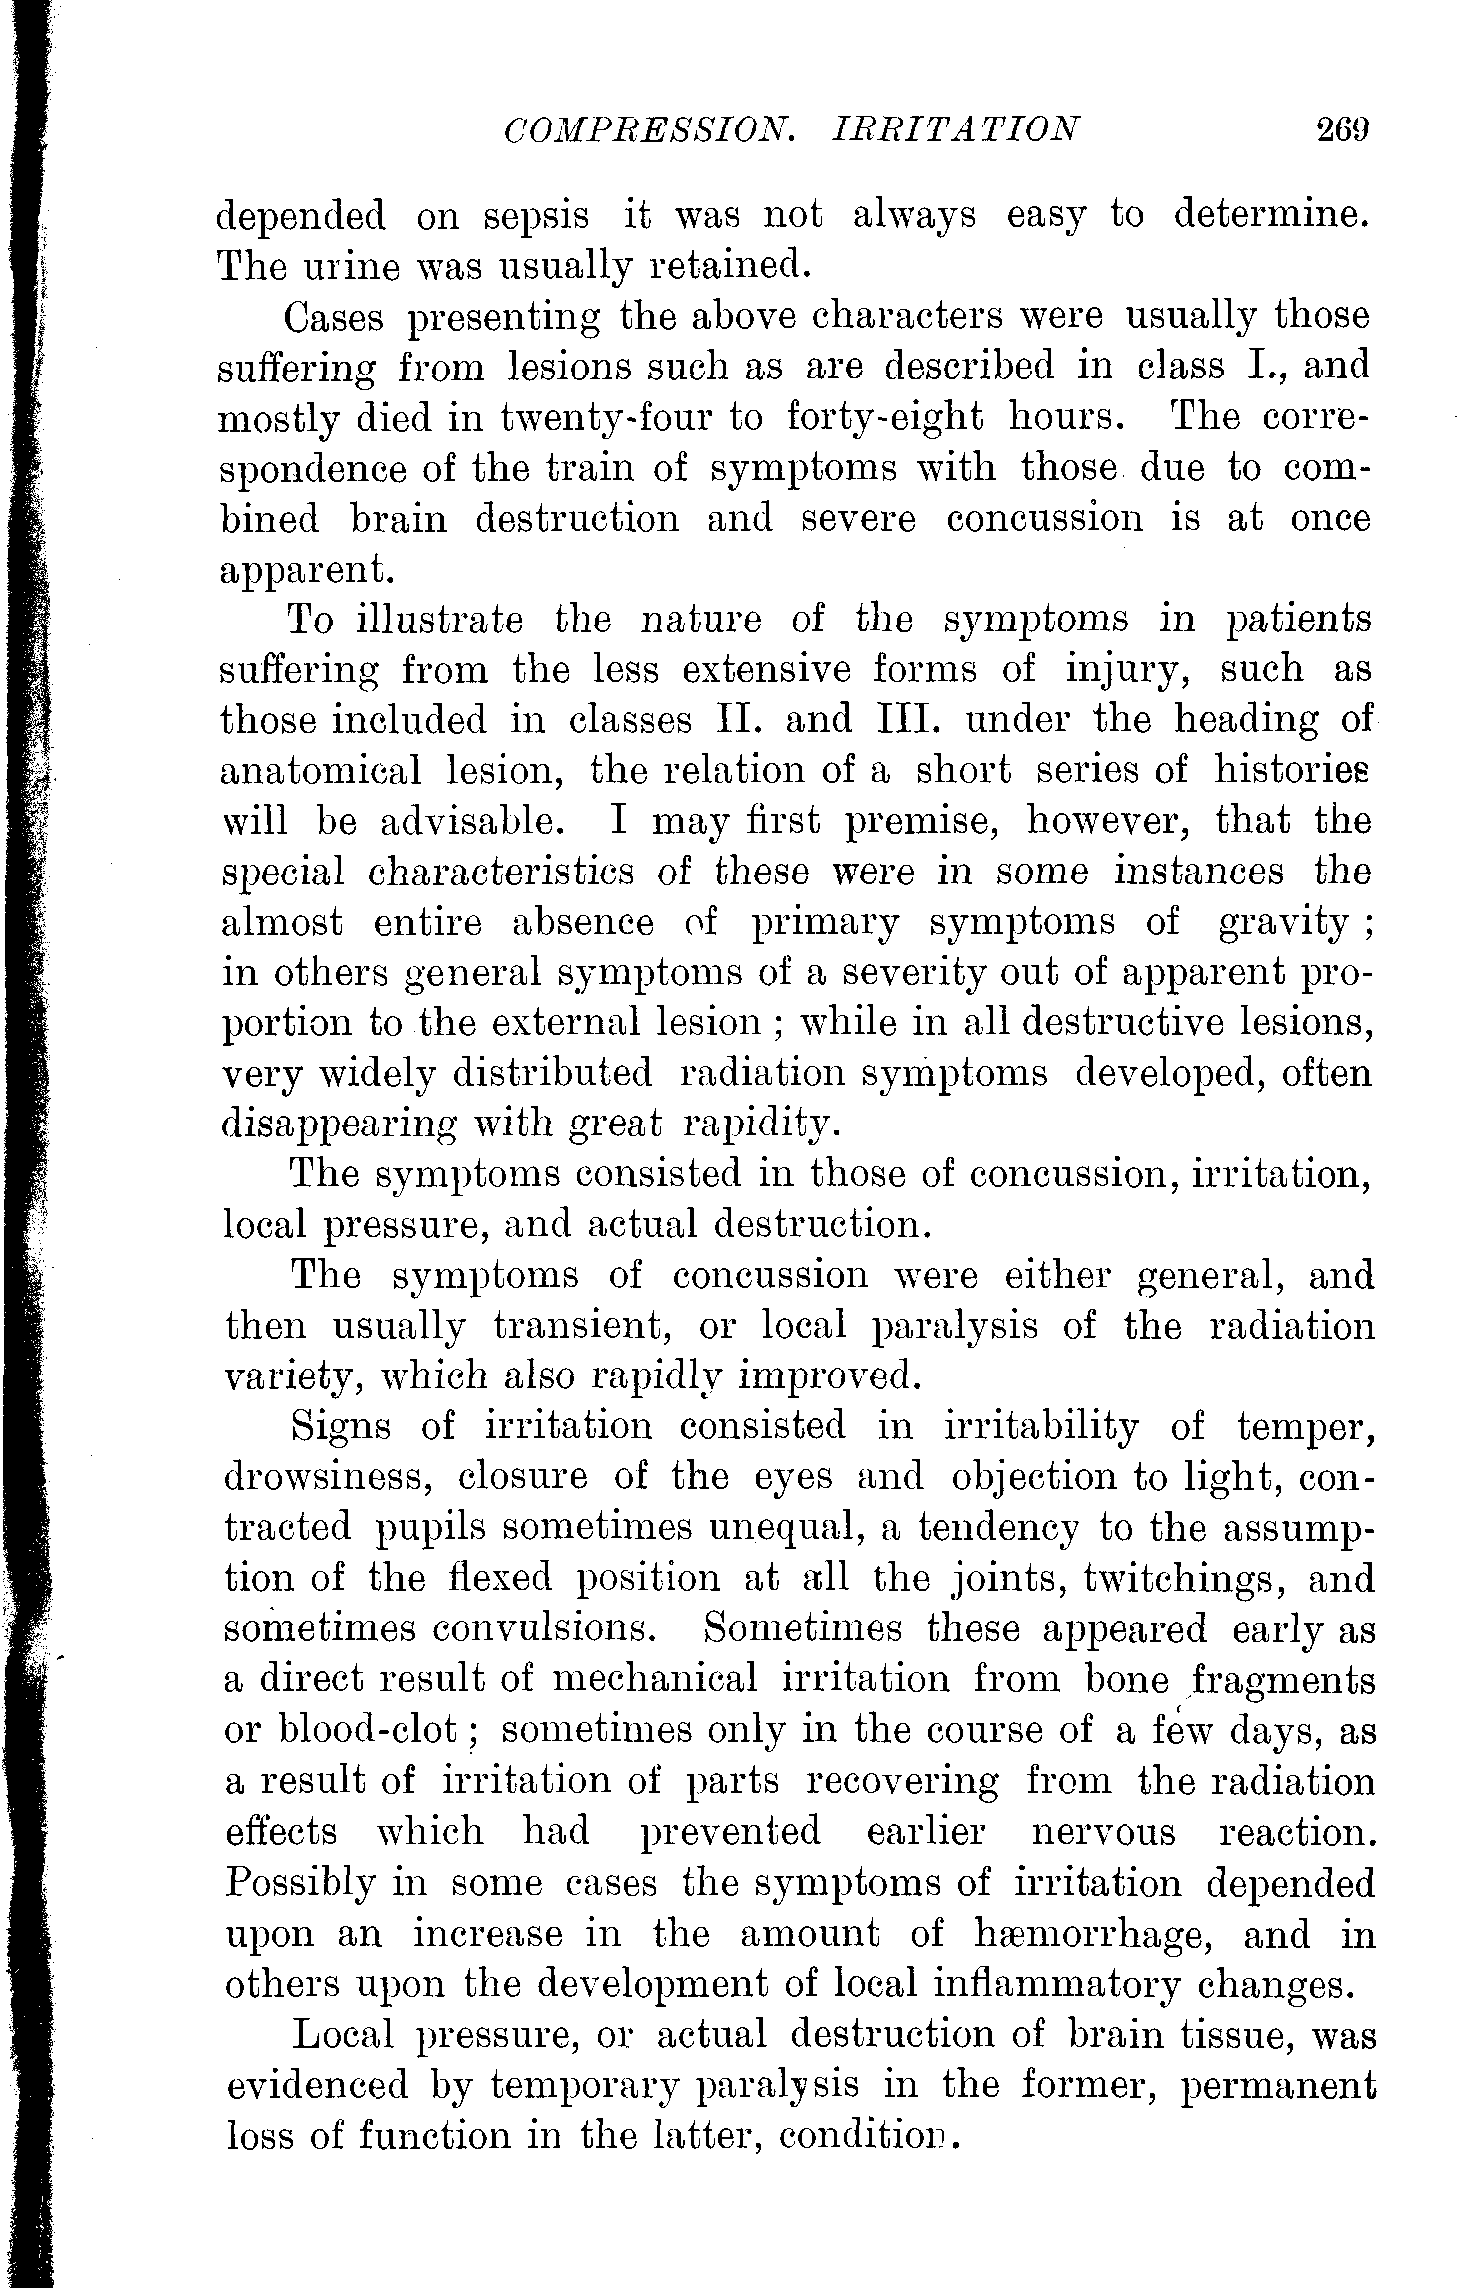 COMPRESSION. IRRITATION 269
depended on sepsis it was not always easy to determine.
The urine was usually retained.
Cases presenting the above characters were usually those
suffering from lesions such as are described in class I., and
mostly died in twenty-four to forty-eight hours. The corre-
spondence of the train of symptoms with those due to com-
bined brain destruction and severe concussion is at once
apparent.
To illustrate the nature of the symptoms in patients
suffering from the less extensive forms of injury, such as
those included in classes II. and III. under the heading of
anatomical lesion, the relation of a short series of histories
will be advisable. I may first premise, however, that the
special characteristics of these were in some instances the
almost entire absence of primary symptoms of gravity ;
in others general symptoms of a severity out of apparent pro-
portion to the external lesion ; while in all destructive lesions,
very widely distributed radiation symptoms developed, often
disappearing with great rapidity.
The symptoms consisted in those of concussion, irritation,
local pressure, and actual destruction.
The symptoms of concussion were either general, and
then usually transient, or local paralysis of the radiation
variety, which also rapidly improved.
Signs of irritation consisted in irritability of temper,
drowsiness, closure of the eyes and objection to light, con-
tracted pupils sometimes unequal, a tendency to the assump-
tion of the flexed position at all the joints, twitchings, and
sometimes convulsions. Sometimes these appeared early as
a direct result of mechanical irritation from bone fragments
or blood-clot ; sometimes only in the course of a few days, as
a result of irritation of parts recovering from the radiation
effects which had prevented earlier nervous reaction.
Possibly in some cases the symptoms of irritation depended
upon an increase in the amount of hæmorrhage, and in
others upon the development of local inflammatory changes.
Local pressure, or actual destruction of brain tissue, was
evidenced by temporary paralysis in the former, permanent
loss of function in the latter, condition.